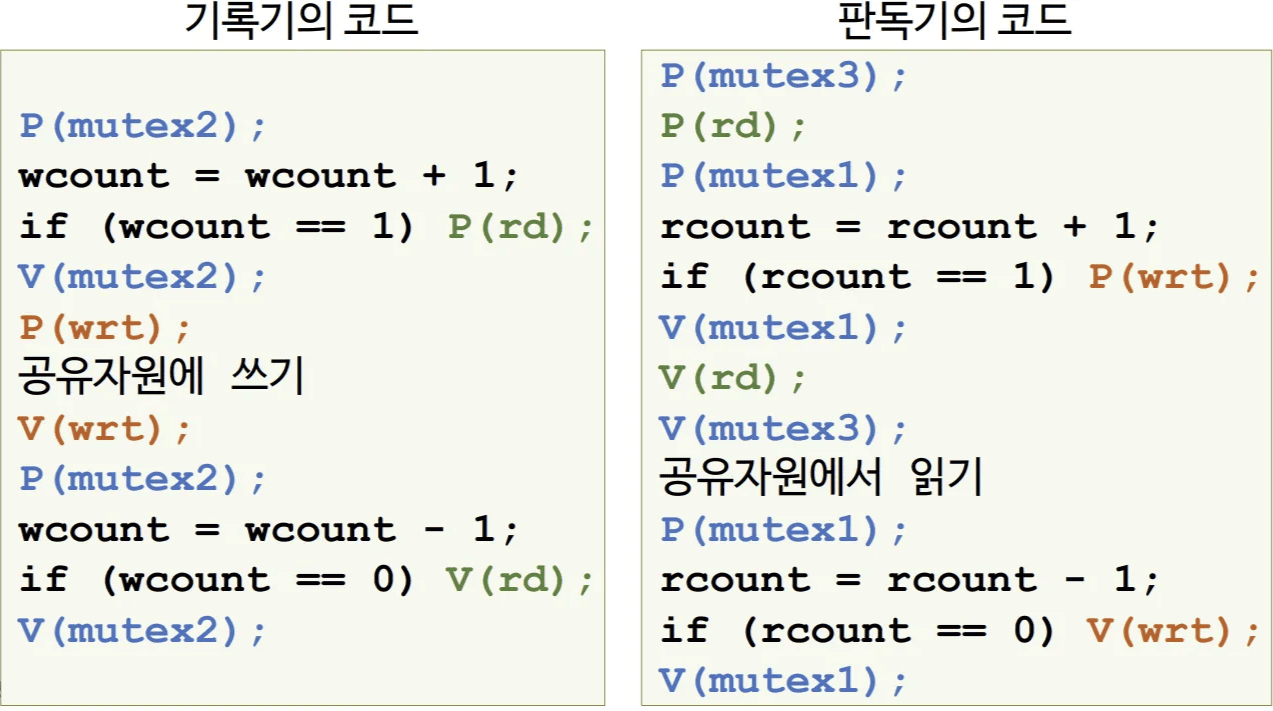 기록기의 코드
P(mutex2);
wcount = wcount + 1;
if (wcount == 1) P(rd);
V(mutex2);
P(wrt);
공유자원에 쓰기
V(wrt);
P(mutex2);
wcount = wcount - 1;
if (wcount == 0) V(rd);
V(mutex2);
판독기의 코드
P(mutex3);
P(rd);
P(mutex1);
rcount = rcount + 1;
if (rcount == 1) P(wrt);
V(mutex1);
V(rd);
V(mutex3);
공유자원에서 읽기
P(mutex1);
rcount = rcount - 1;
if (rcount == 0) V(wrt);
V(mutex1);